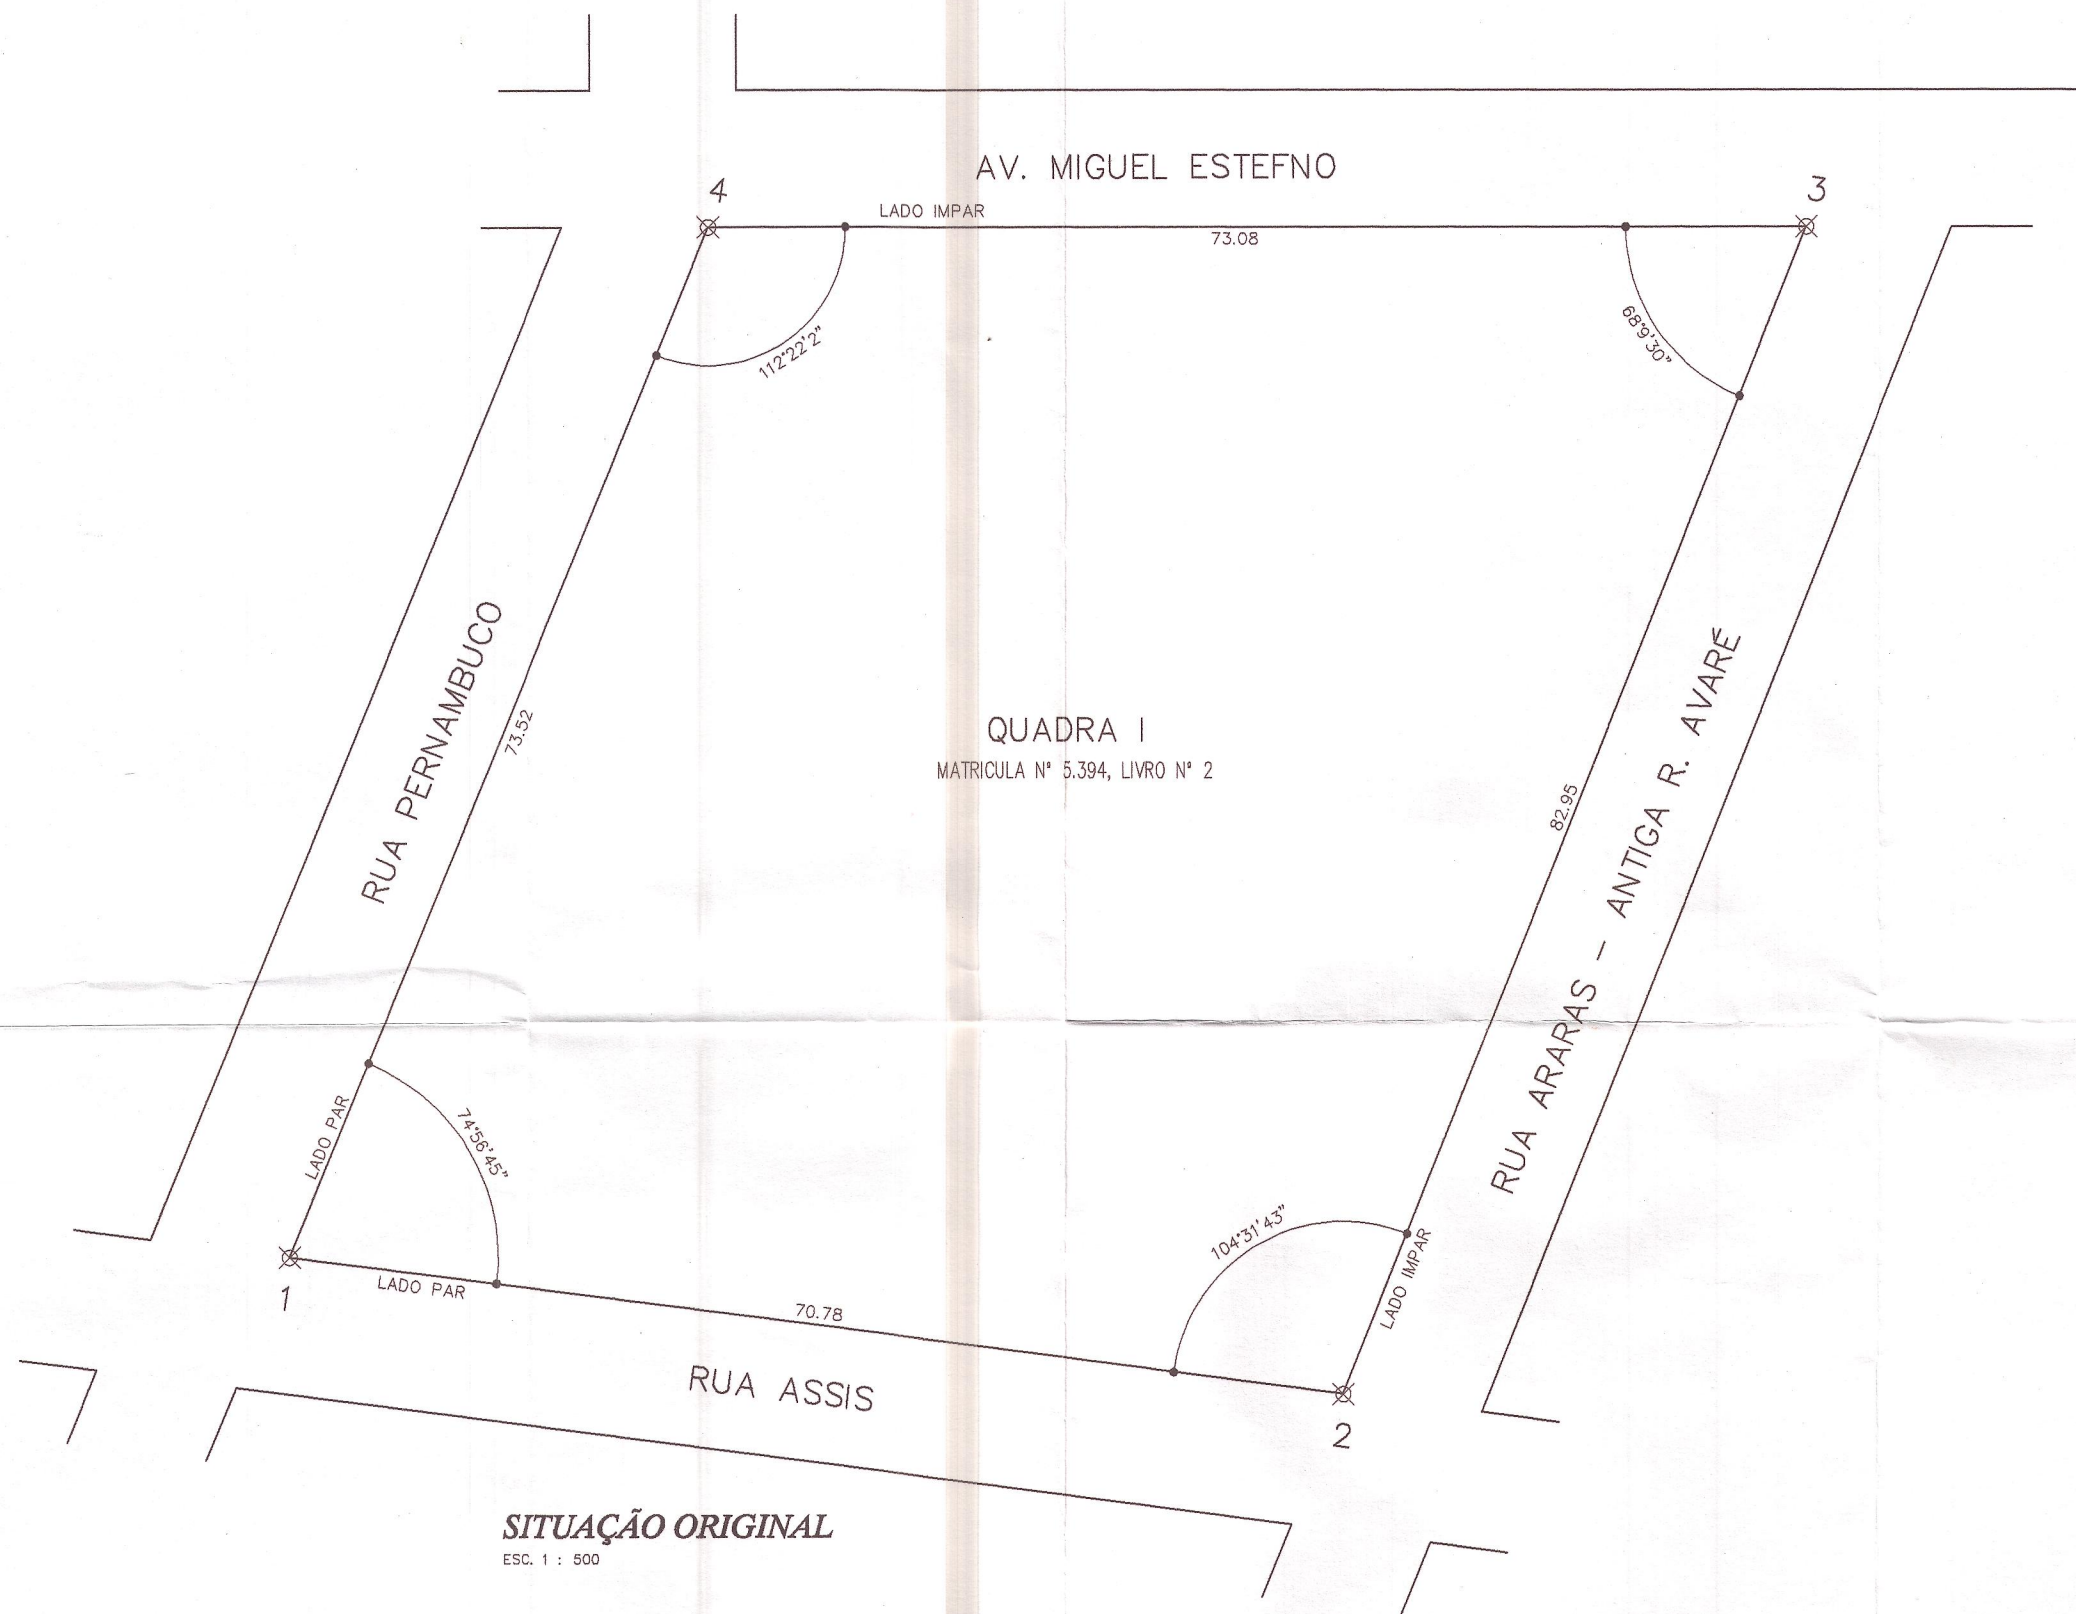 AV. MIGUEL ESTEFNO
4
3
LADO IMPAR
73.08
112°22'2"
68°9'30"
RUA PERNAMBUCO
73.52
QUADRA I
MATRICULA N° 5.394, LIVRO N° 2
82.95
RUA ARARAS - ANTIGA R. AVARÉ
LADO PAR
74°56'45"
104°31'43"
LADO IMPAR
1
LADO PAR
70.78
RUA ASSIS
2
SITUAÇÃO ORIGINAL
ESC. 1 : 500